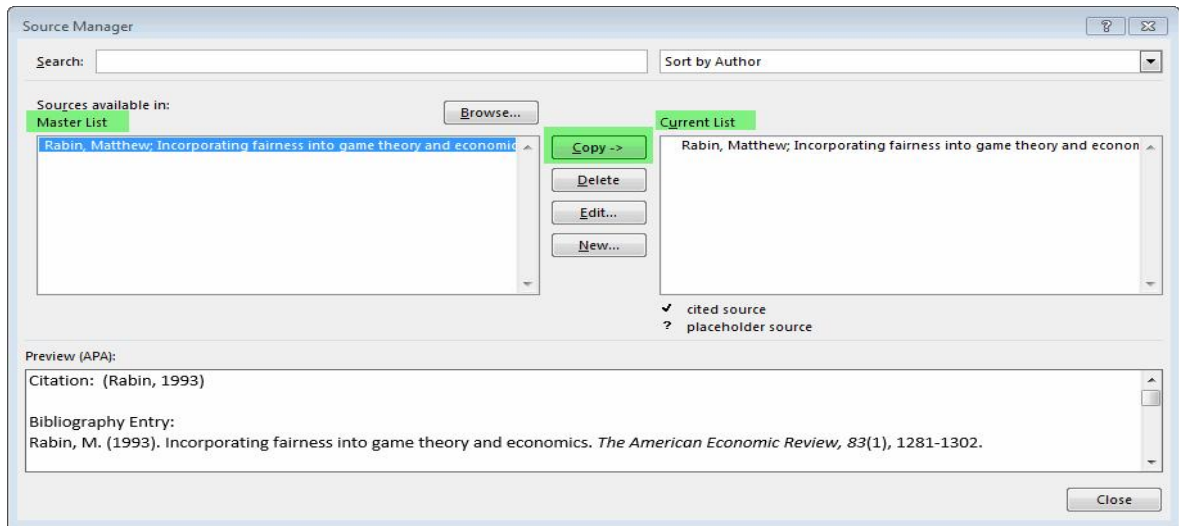 Source Manager
Search:
Sort by Author
Sources available in:
Master List
Browse...
Current List
Rabin, Matthew; Incorporating fairness into game theory and economic
Copy ->
Rabin, Matthew; Incorporating fairness into game theory and econon
Delete
Edit...
New...
✓ cited source
? placeholder source
Preview (APA):
Citation: (Rabin, 1993)
Bibliography Entry:
Rabin, M. (1993). Incorporating fairness into game theory and economics. The American Economic Review, 83(1), 1281-1302.
Close